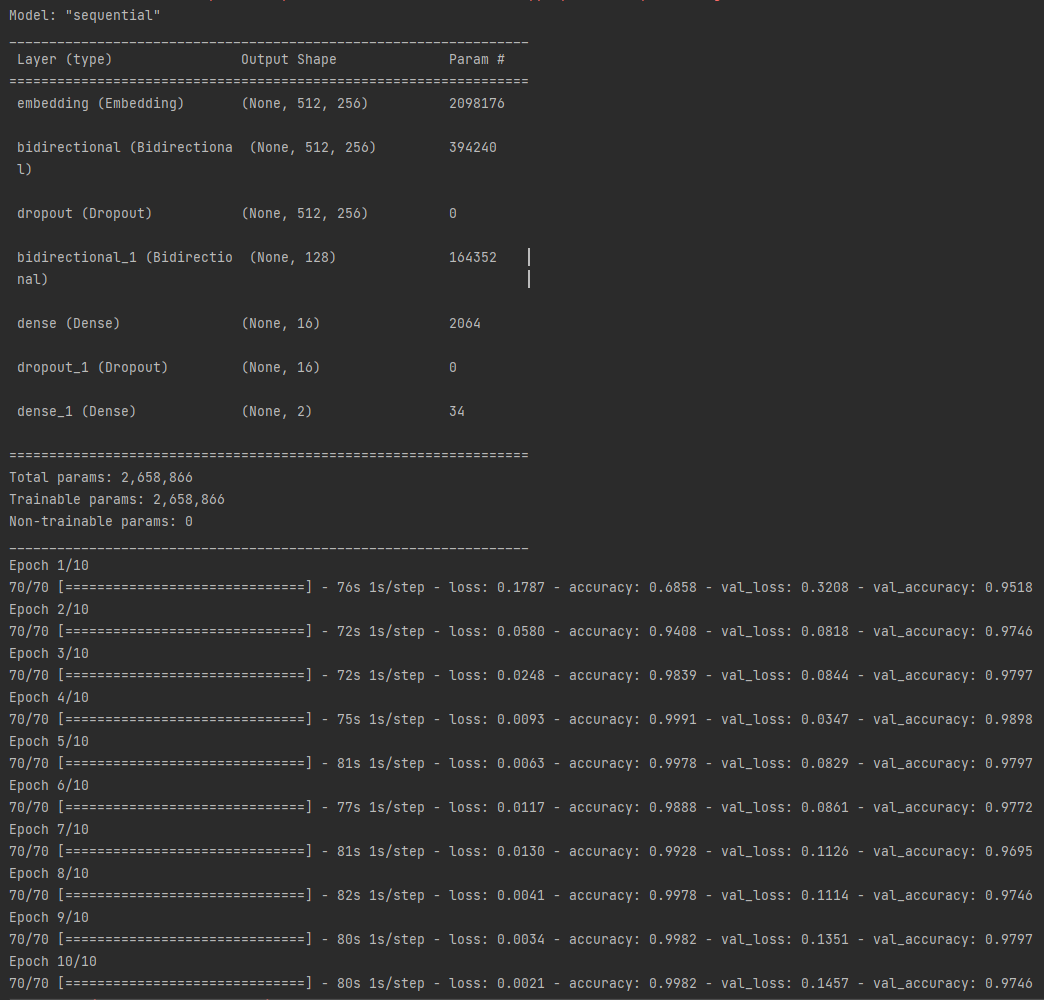 Model: "sequential"
_________________________________________________________________
Layer (type) Output Shape Param #
=================================================================
embedding (Embedding) (None, 512, 256) 2098176
bidirectional (Bidirectiona (None, 512, 256) 394240
l)
dropout (Dropout) (None, 512, 256) 0
bidirectional_1 (Bidirectio (None, 128) 164352
nal)
dense (Dense) (None, 16) 2064
dropout_1 (Dropout) (None, 16) 0
dense_1 (Dense) (None, 2) 34
=================================================================
Total params: 2,658,866
Trainable params: 2,658,866
Non-trainable params: 0
_________________________________________________________________
Epoch 1/10
70/70 [==============================] - 76s 1s/step - loss: 0.1787 - accuracy: 0.6858 - val_loss: 0.3208 - val_accuracy: 0.9518
Epoch 2/10
70/70 [==============================] - 72s 1s/step - loss: 0.0580 - accuracy: 0.9408 - val_loss: 0.0818 - val_accuracy: 0.9746
Epoch 3/10
70/70 [==============================] - 72s 1s/step - loss: 0.0248 - accuracy: 0.9839 - val_loss: 0.0844 - val_accuracy: 0.9797
Epoch 4/10
70/70 [==============================] - 75s 1s/step - loss: 0.0093 - accuracy: 0.9991 - val_loss: 0.0347 - val_accuracy: 0.9898
Epoch 5/10
70/70 [==============================] - 81s 1s/step - loss: 0.0063 - accuracy: 0.9978 - val_loss: 0.0829 - val_accuracy: 0.9797
Epoch 6/10
70/70 [==============================] - 77s 1s/step - loss: 0.0117 - accuracy: 0.9888 - val_loss: 0.0861 - val_accuracy: 0.9772
Epoch 7/10
70/70 [==============================] - 81s 1s/step - loss: 0.0130 - accuracy: 0.9928 - val_loss: 0.1126 - val_accuracy: 0.9695
Epoch 8/10
70/70 [==============================] - 82s 1s/step - loss: 0.0041 - accuracy: 0.9978 - val_loss: 0.1114 - val_accuracy: 0.9746
Epoch 9/10
70/70 [==============================] - 80s 1s/step - loss: 0.0034 - accuracy: 0.9982 - val_loss: 0.1351 - val_accuracy: 0.9797
Epoch 10/10
70/70 [==============================] - 80s 1s/step - loss: 0.0021 - accuracy: 0.9982 - val_loss: 0.1457 - val_accuracy: 0.9746